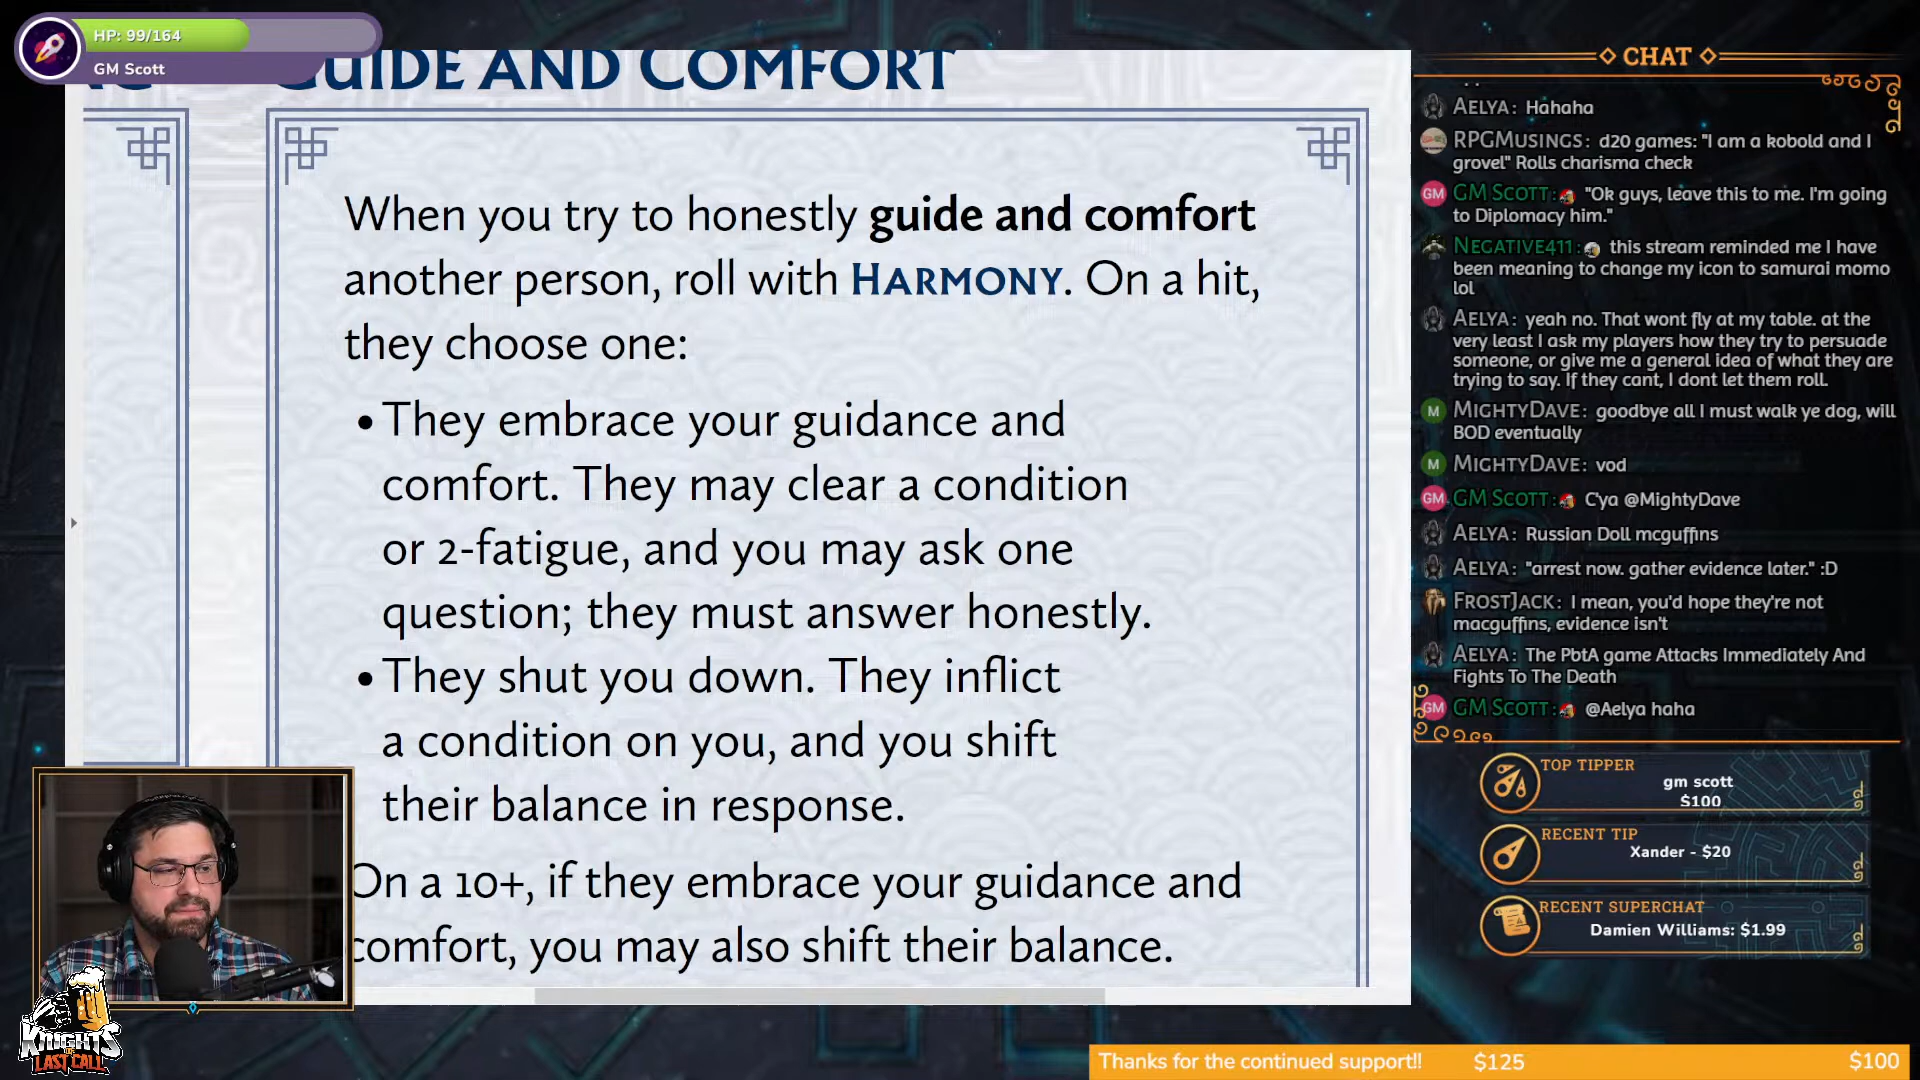 HP: 99/164
GM Scott
GUIDE AND COMFORT
When you try to honestly guide and comfort
another person, roll with HARMONY. On a hit,
they choose one:
• They embrace your guidance and
comfort. They may clear a condition
or 2-fatigue, and you may ask one
question; they must answer honestly.
• They shut you down. They inflict
a condition on you, and you shift
their balance in response.
On a 10+, if they embrace your guidance and
comfort, you may also shift their balance.
KNIGHTS
LAST CALL
CHAT
AELYA: Hahaha
RPGMUSINGS: d20 games: "I am a kobold and I
grovel" Rolls charisma check
GM GM SCOTT: "Ok guys, leave this to me. I'm going
to Diplomacy him."
NEGATIVE411: this stream reminded me I have
been meaning to change my icon to samurai momo
lol
AELYA: yeah no. That wont fly at my table. at the
very least I ask my players how they try to persuade
someone, or give me a general idea of what they are
trying to say. If they cant, I dont let them roll.
M MIGHTYDAVE: goodbye all I must walk ye dog, will
BOD eventually
M MIGHTYDAVE: vod
GM GM SCOTT: C'ya @MightyDave
AELYA: Russian Doll mcguffins
AELYA: "arrest now. gather evidence later." :D
FROSTJACK: I mean, you'd hope they're not
macguffins, evidence isn't
AELYA: The PbtA game Attacks Immediately And
Fights To The Death
GM GM SCOTT: @Aelya haha
TOP TIPPER
gm scott
$100
RECENT TIP
Xander - $20
RECENT SUPERCHAT
Damien Williams: $1.99
Thanks for the continued support!! $125 $100